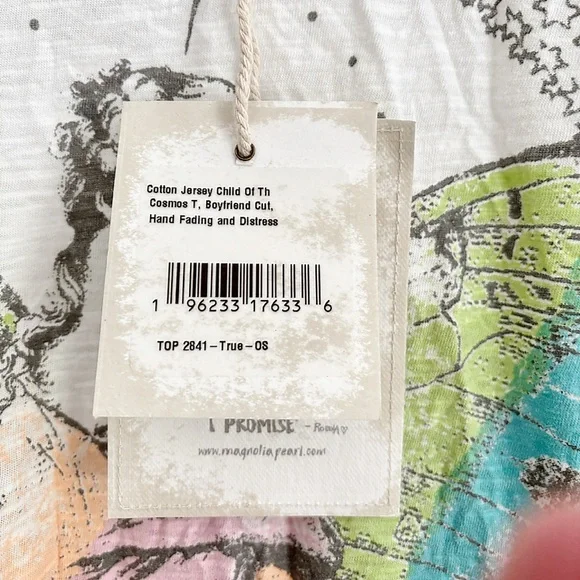 Cotton Jersey Child Of Th
Cosmos T, Boyfriend Cut,
Hand Fading and Distress
1 96233 17633 6
TOP 2841-True-OS
I PROMISE -
www.magnoliapearl.com